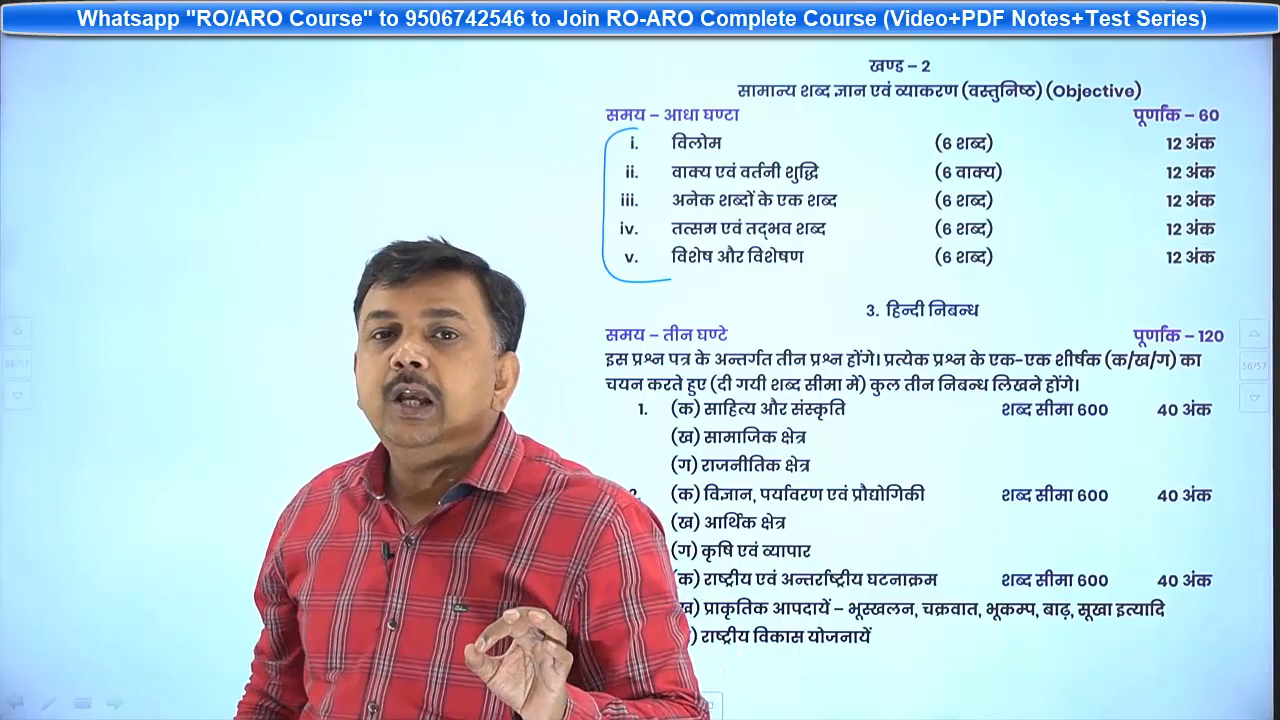 Whatsapp "RO/ARO Course" to 9506742546 to Join RO-ARO Complete Course (Video+PDF Notes+Test Series)
खण्ड – 2
सामान्य शब्द ज्ञान एवं व्याकरण (वस्तुनिष्ठ) (Objective)
समय – आधा घण्टा पूर्णांक – 60
i. विलोम (6 शब्द) 12 अंक
ii. वाक्य एवं वर्तनी शुद्धि (6 वाक्य) 12 अंक
iii. अनेक शब्दों के एक शब्द (6 शब्द) 12 अंक
iv. तत्सम एवं तद्भव शब्द (6 शब्द) 12 अंक
v. विशेष और विशेषण (6 शब्द) 12 अंक
3. हिन्दी निबन्ध
समय – तीन घण्टे पूर्णांक – 120
इस प्रश्न पत्र के अन्तर्गत तीन प्रश्न होंगे। प्रत्येक प्रश्न के एक-एक शीर्षक (क/ख/ग) का
चयन करते हुए (दी गयी शब्द सीमा में) कुल तीन निबन्ध लिखने होंगे।
1. (क) साहित्य और संस्कृति शब्द सीमा 600 40 अंक
(ख) सामाजिक क्षेत्र
(ग) राजनीतिक क्षेत्र
(क) विज्ञान, पर्यावरण एवं प्रौद्योगिकी शब्द सीमा 600 40 अंक
(ख) आर्थिक क्षेत्र
(ग) कृषि एवं व्यापार
(क) राष्ट्रीय एवं अन्तर्राष्ट्रीय घटनाक्रम शब्द सीमा 600 40 अंक
ख) प्राकृतिक आपदायें – भूस्खलन, चक्रवात, भूकम्प, बाढ़, सूखा इत्यादि
) राष्ट्रीय विकास योजनायें
56/57
56/57